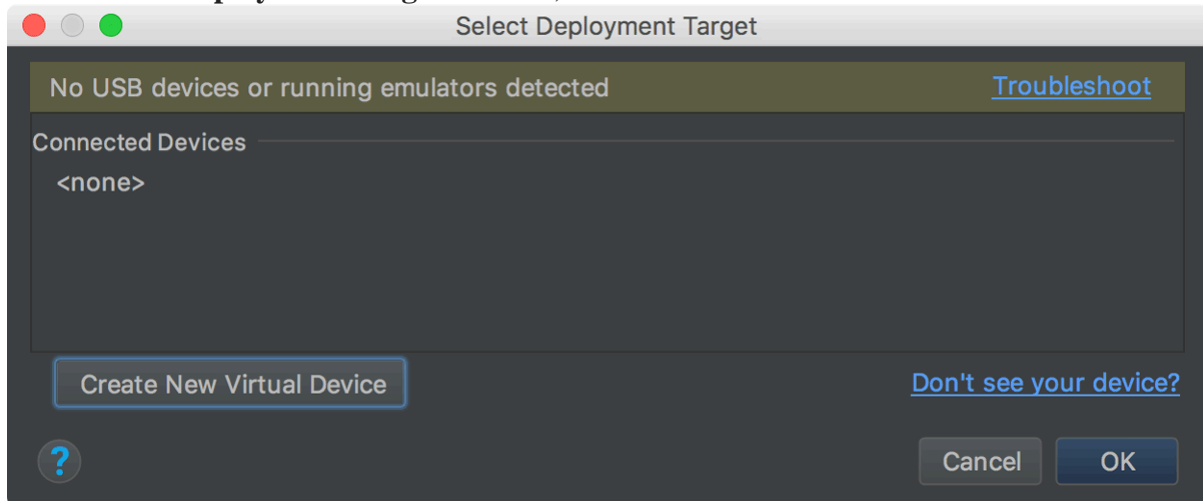 Select Deployment Target
No USB devices or running emulators detected Troubleshoot
Connected Devices
<none>
Create New Virtual Device Don't see your device?
? Cancel OK